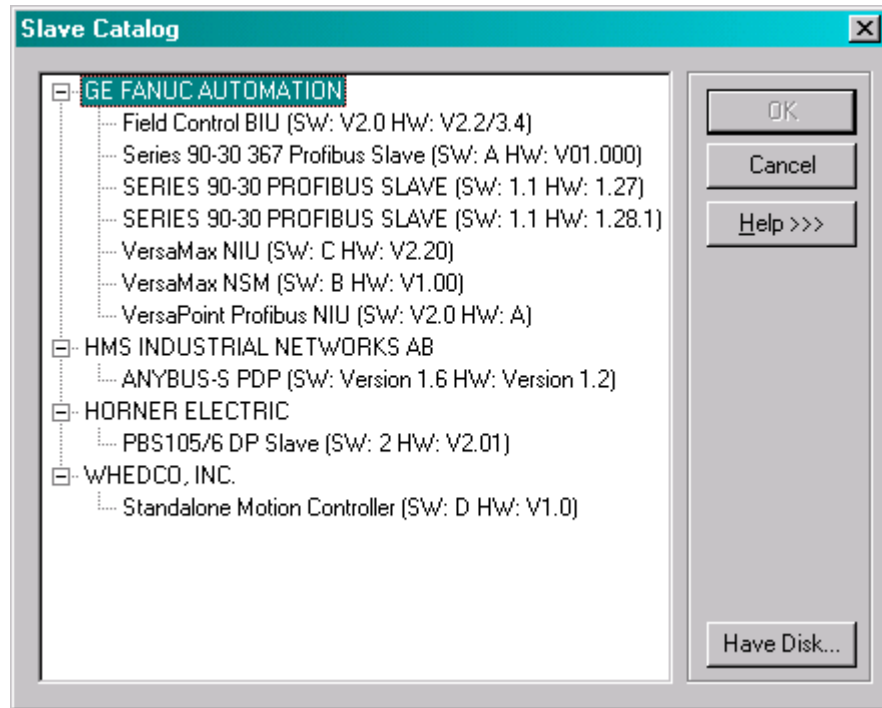 Slave Catalog
GE FANUC AUTOMATION
Field Control BIU (SW: V2.0 HW: V2.2/3.4)
Series 90-30 367 Profibus Slave (SW: A HW: V01.000)
SERIES 90-30 PROFIBUS SLAVE (SW: 1.1 HW: 1.27)
SERIES 90-30 PROFIBUS SLAVE (SW: 1.1 HW: 1.28.1)
VersaMax NIU (SW: C HW: V2.20)
VersaMax NSM (SW: B HW: V1.00)
VersaPoint Profibus NIU (SW: V2.0 HW: A)
HMS INDUSTRIAL NETWORKS AB
ANYBUS-S PDP (SW: Version 1.6 HW: Version 1.2)
HORNER ELECTRIC
PBS105/6 DP Slave (SW: 2 HW: V2.01)
WHEDCO, INC.
Standalone Motion Controller (SW: D HW: V1.0)
OK
Cancel
Help >>>
Have Disk...